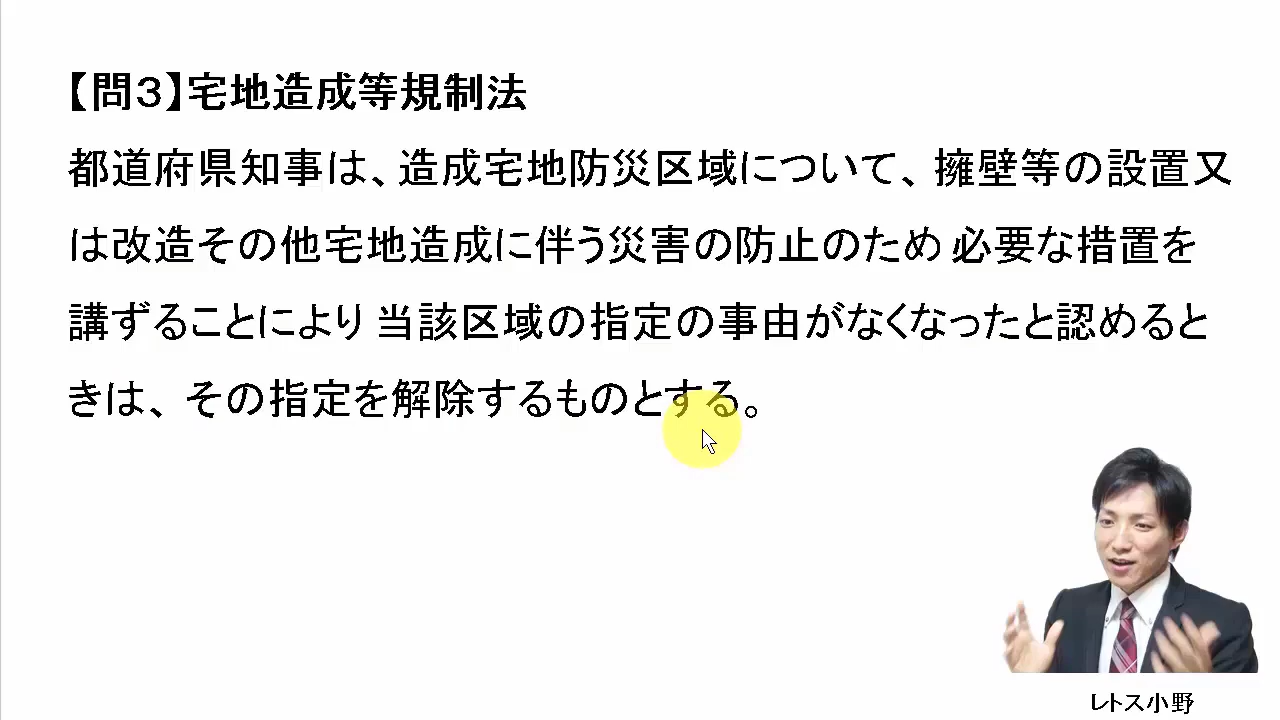 【問３】宅地造成等規制法
都道府県知事は、造成宅地防災区域について、擁壁等の設置又
は改造その他宅地造成に伴う災害の防止のため必要な措置を
講ずることにより当該区域の指定の事由がなくなったと認めると
きは、その指定を解除するものとする。
レトス小野